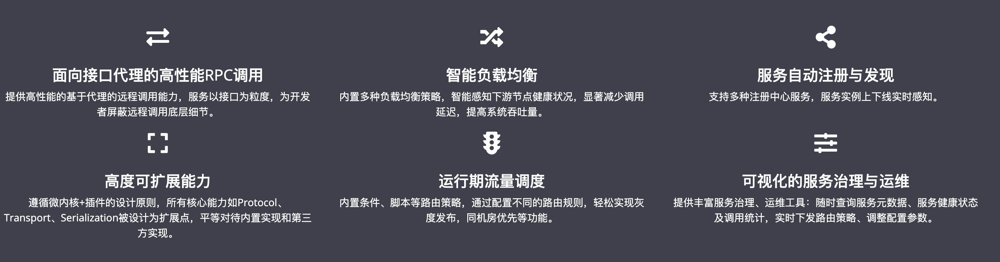 面向接口代理的高性能RPC调用
提供高性能的基于代理的远程调用能力，服务以接口为粒度，为开发
者屏蔽远程调用底层细节。
智能负载均衡
内置多种负载均衡策略，智能感知下游节点健康状况，显著减少调用
延迟，提高系统吞吐量。
服务自动注册与发现
支持多种注册中心服务，服务实例上下线实时感知。
高度可扩展能力
遵循微内核+插件的设计原则，所有核心能力如Protocol、
Transport、Serialization被设计为扩展点，平等对待内置实现和第三
方实现。
运行期流量调度
内置条件、脚本等路由策略，通过配置不同的路由规则，轻松实现灰
度发布，同机房优先等功能。
可视化的服务治理与运维
提供丰富服务治理、运维工具：随时查询服务元数据、服务健康状态
及调用统计，实时下发路由策略、调整配置参数。